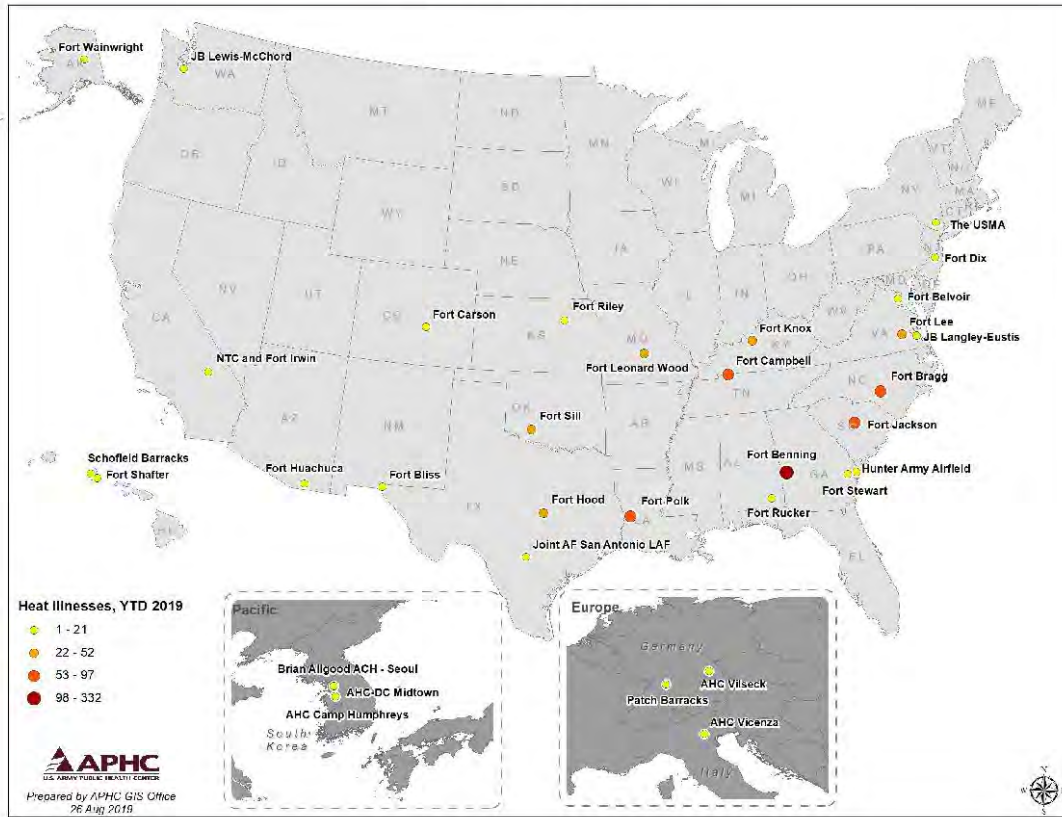 Fort Wainwright
AK
JB Lewis-McChord
WA
MT
ND
MN
ME
VT
OR
ID
SD
WI
MI
MI
NY
MA
CT
WY
The USMA
IA
PA
NJ
Fort Dix
NE
OH
MD
DE
Fort Belvoir
NV
UT
IN
WV
CA
CO
Fort Carson
Fort Riley
KS
MO
Fort Knox
KY
VA
Fort Lee
JB Langley-Eustis
NTC and Fort Irwin
Fort Leonard Wood
Fort Campbell
TN
NC
Fort Bragg
AZ
NM
OK
Fort Sill
AR
SC
Fort Jackson
Schofield Barracks
Fort Shafter
Fort Huachuca
Fort Bliss
MS
AL
Fort Benning
GA
Hunter Army Airfield
Fort Stewart
TX
Fort Hood
Fort Polk
LA
Fort Rucker
HI
Joint AF San Antonio LAF
FL
Heat Illnesses, YTD 2019
1 - 21
22 - 52
53 - 97
98 - 332
Pacific
Brian Allgood ACH - Seoul
AHC-DC Midtown
AHC Camp Humphreys
South
Korea
Europe
Germany
AHC Vilseck
Patch Barracks
AHC Vicenza
Italy
APHC
U.S. ARMY PUBLIC HEALTH CENTER
Prepared by APHC GIS Office
26 Aug 2019
N
W
E
S